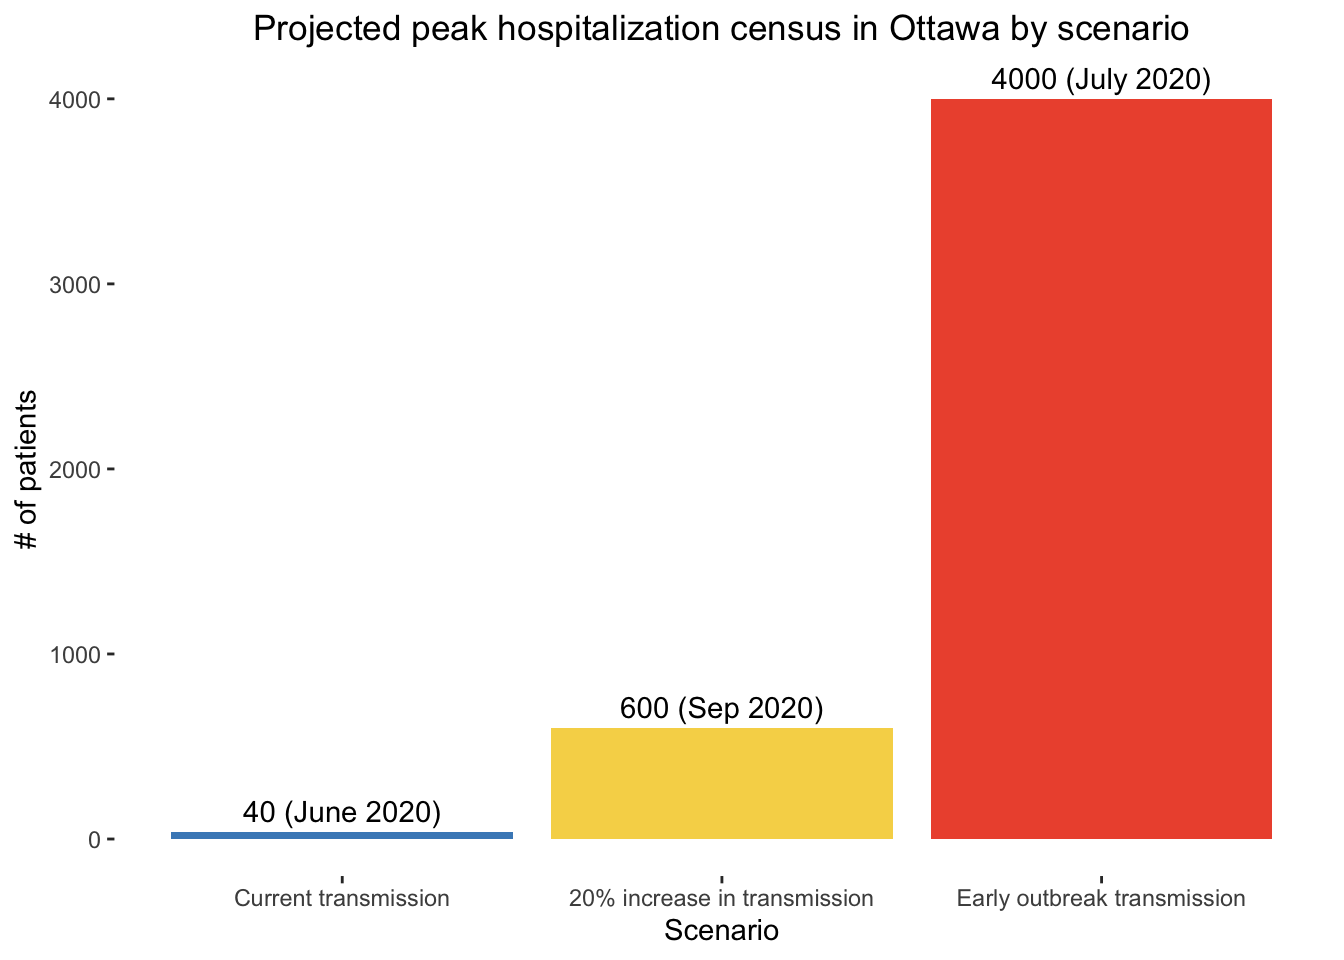 Projected peak hospitalization census in Ottawa by scenario
4000 (July 2020)
4000
3000
# of patients
2000
1000
600 (Sep 2020)
40 (June 2020)
0
Current transmission
20% increase in transmission
Early outbreak transmission
Scenario